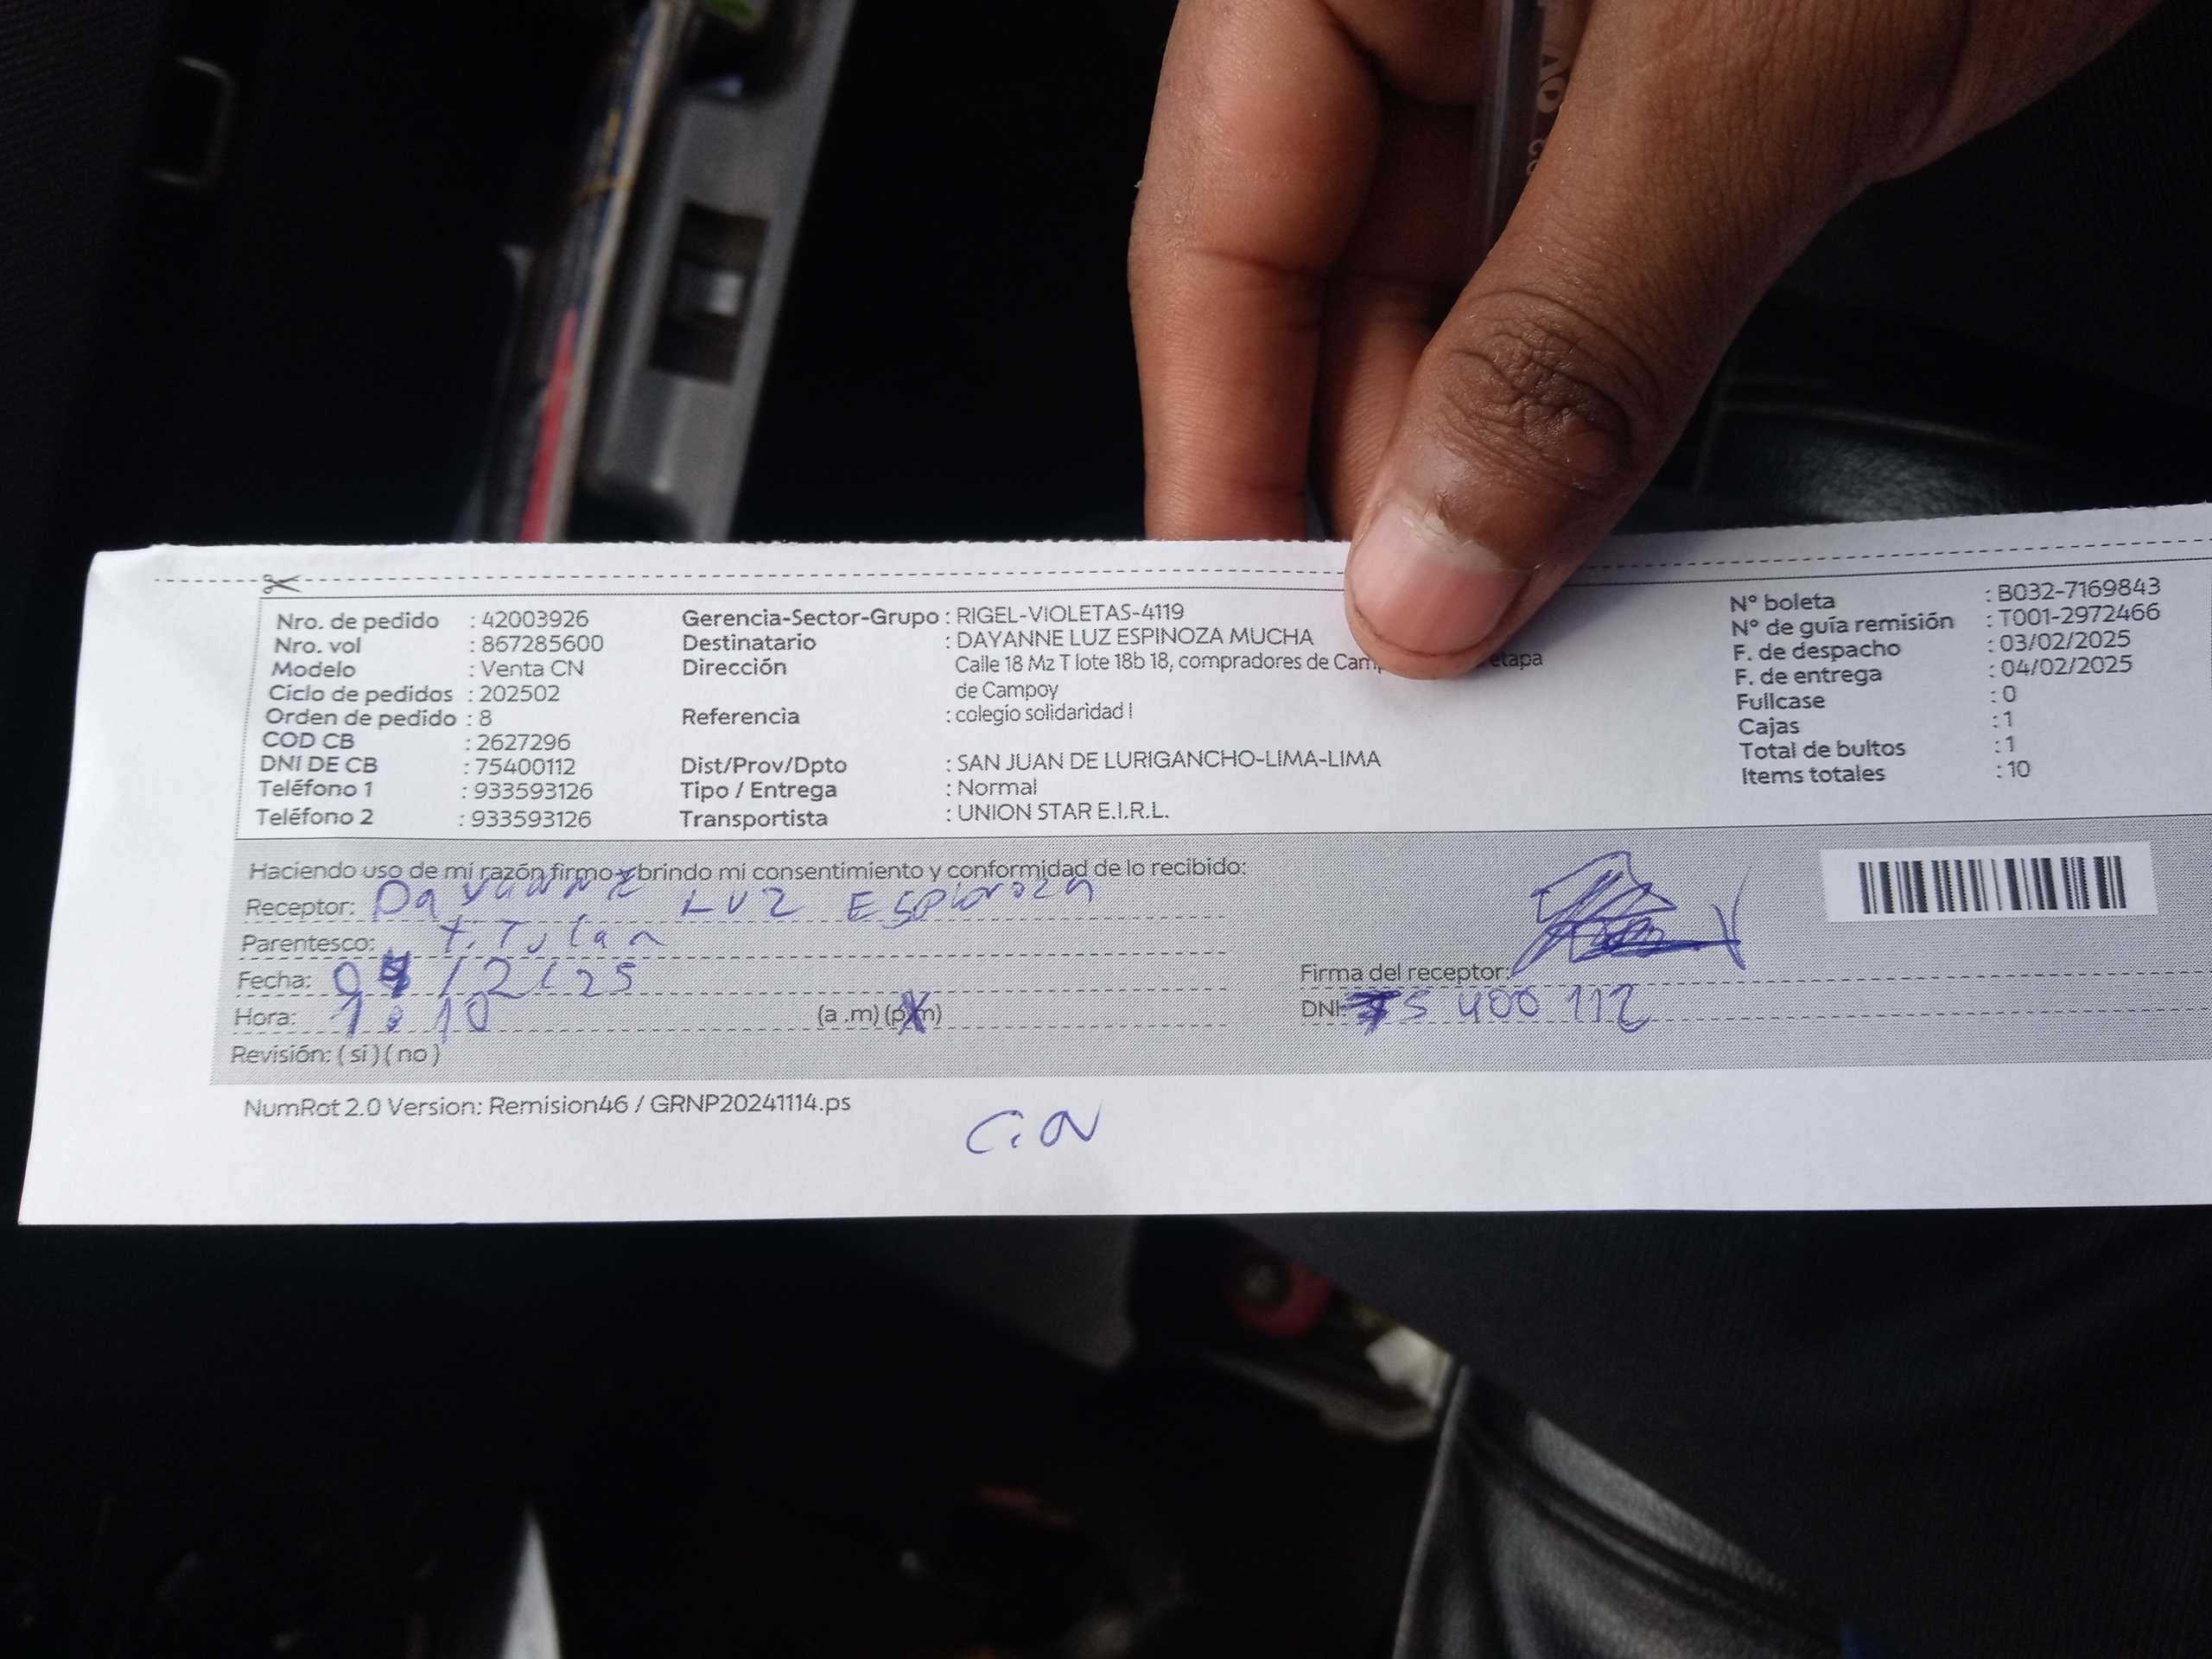 Nro. de pedido : 42003926
Nro. vol : 867285600
Modelo : Venta CN
Ciclo de pedidos : 202502
Orden de pedido : 8
COD CB : 2627296
DNI DE CB : 75400112
Teléfono 1 : 933593126
Teléfono 2 : 933593126
Gerencia-Sector-Grupo : RIGEL-VIOLETAS-4119
Destinatario : DAYANNE LUZ ESPINOZA MUCHA
Dirección Calle 18 Mz T lote 18b 18, compradores de etapa
de Campoy
Referencia : colegio solidaridad I
Dist/Prov/Dpto : SAN JUAN DE LURIGANCHO-LIMA-LIMA
Tipo / Entrega : Normal
Transportista : UNION STAR E.I.R.L.
N° boleta : B032-7169843
N° de guía remisión : T001-2972466
F. de despacho : 03/02/2025
F. de entrega : 04/02/2025
Fullcase : 0
Cajas : 1
Total de bultos : 1
Items totales : 10
Haciendo uso de mi razón firmo y brindo mi consentimiento y conformidad de lo recibido:
Receptor: Dayanne LUZ Espinoza
Parentesco: Titular
Fecha: 04/2/25
Hora: 1:10 (a .m) (p.m)
Revisión: ( si ) ( no )
Firma del receptor:
DNI: 75400112
NumRot 2.0 Version: Remision46 / GRNP20241114.ps
C.N